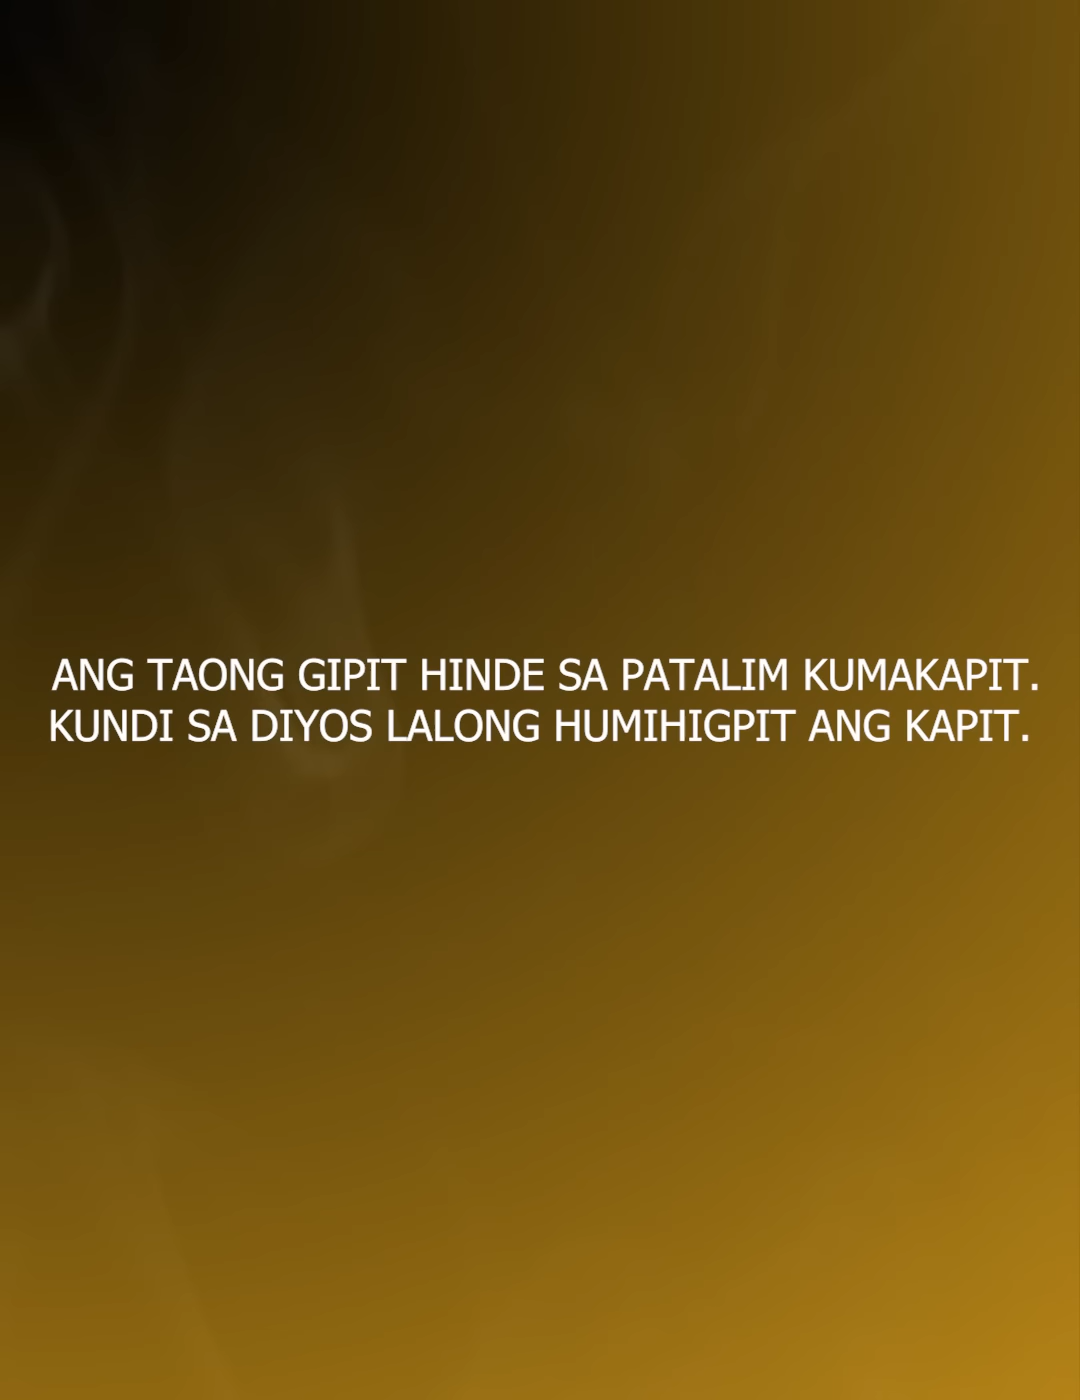 ANG TAONG GIPIT HINDE SA PATALIM KUMAKAPIT.
KUNDI SA DIYOS LALONG HUMIHIGPIT ANG KAPIT.